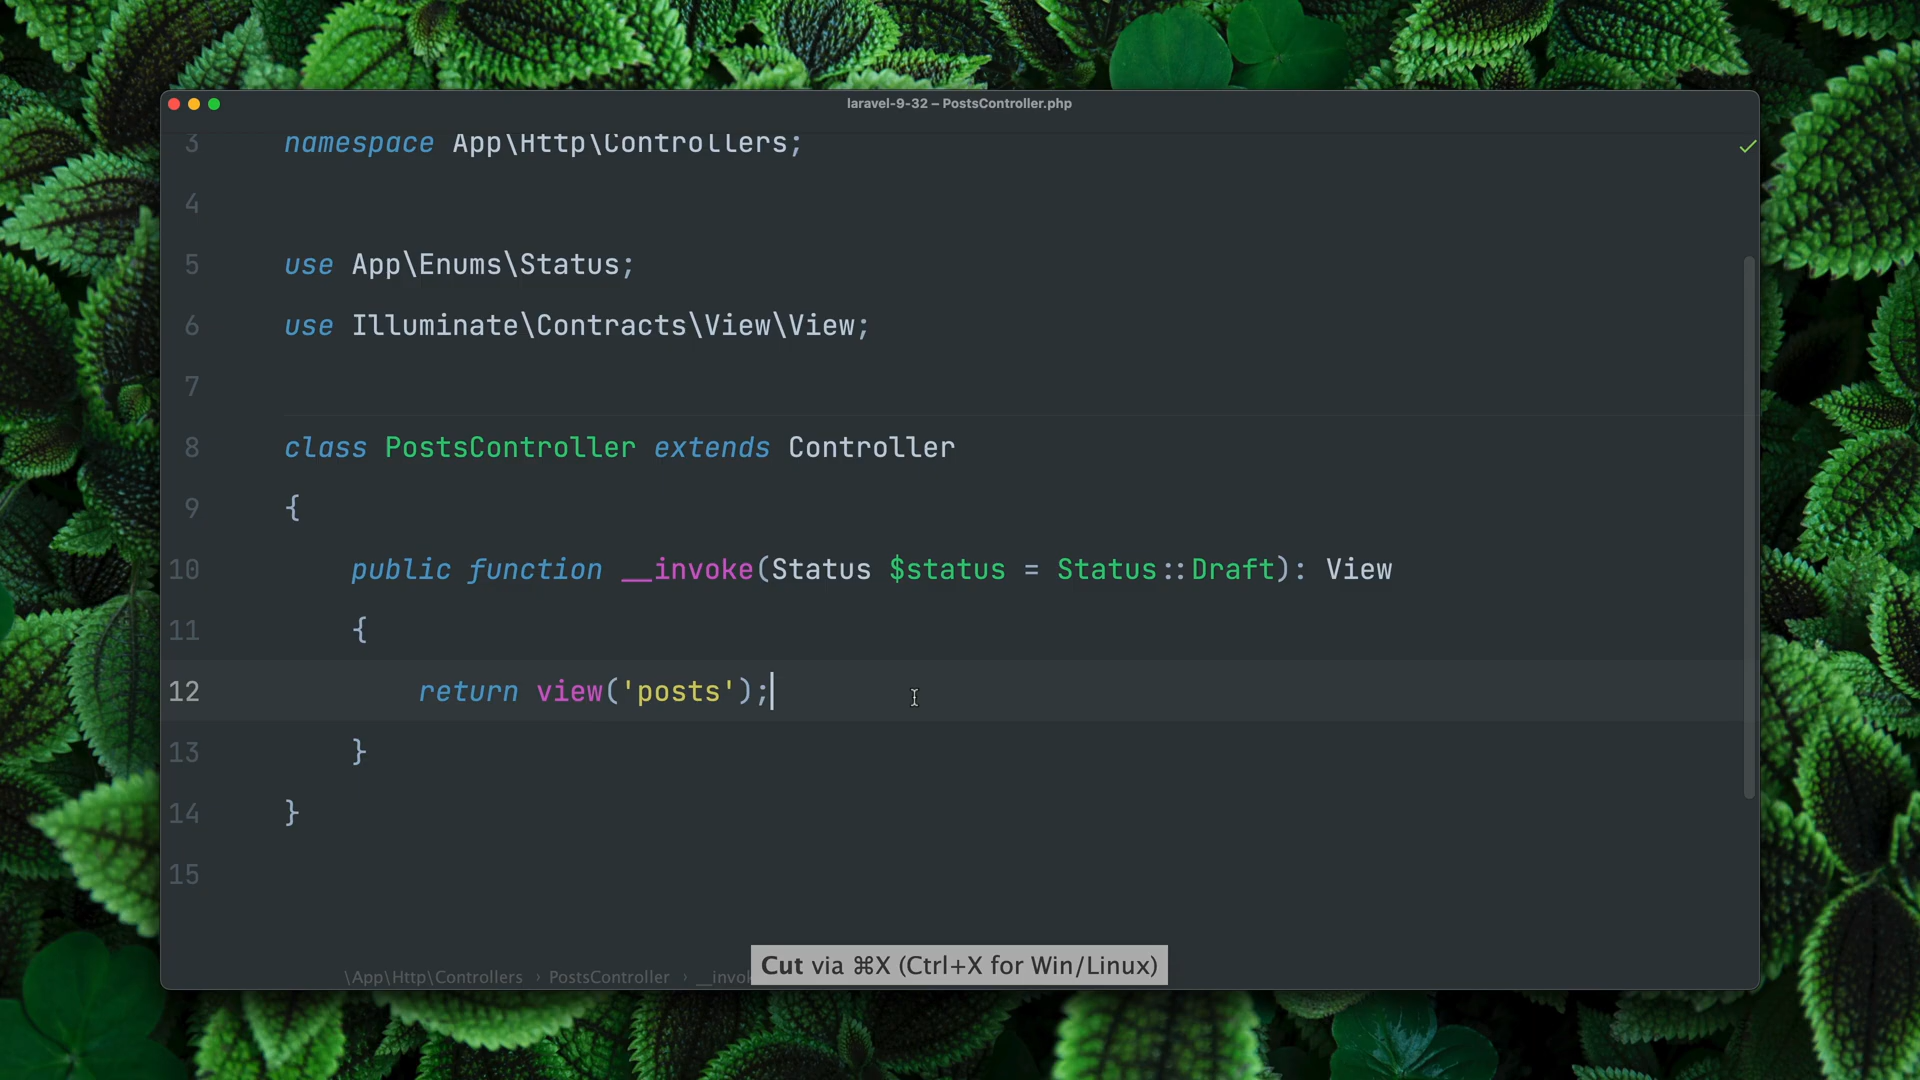 laravel-9-32 – PostsController.php
3 namespace App\Http\Controllers;
4
5 use App\Enums\Status;
6 use Illuminate\Contracts\View\View;
7
8 class PostsController extends Controller
9 {
10 public function __invoke(Status $status = Status::Draft): View
11 {
12 return view('posts');
13 }
14 }
15
\App\Http\Controllers › PostsController ›
Cut via ⌘X (Ctrl+X for Win/Linux)